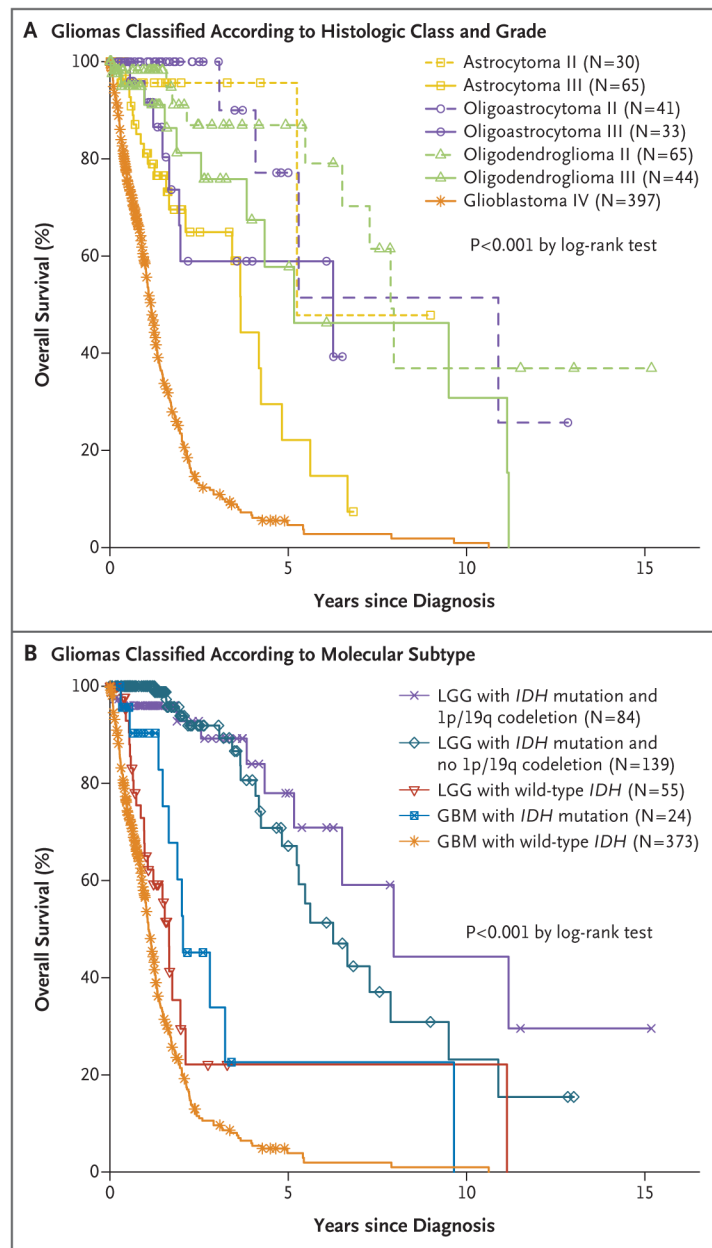 A Gliomas Classified According to Histologic Class and Grade
Overall Survival (%)
100
80
60
40
20
0
0
5
10
15
Years since Diagnosis
Astrocytoma II (N=30)
Astrocytoma III (N=65)
Oligoastrocytoma II (N=41)
Oligoastrocytoma III (N=33)
Oligodendroglioma II (N=65)
Oligodendroglioma III (N=44)
Glioblastoma IV (N=397)
P<0.001 by log-rank test
B Gliomas Classified According to Molecular Subtype
Overall Survival (%)
100
80
60
40
20
0
0
5
10
15
Years since Diagnosis
LGG with IDH mutation and
1p/19q codeletion (N=84)
LGG with IDH mutation and
no 1p/19q codeletion (N=139)
LGG with wild-type IDH (N=55)
GBM with IDH mutation (N=24)
GBM with wild-type IDH (N=373)
P<0.001 by log-rank test